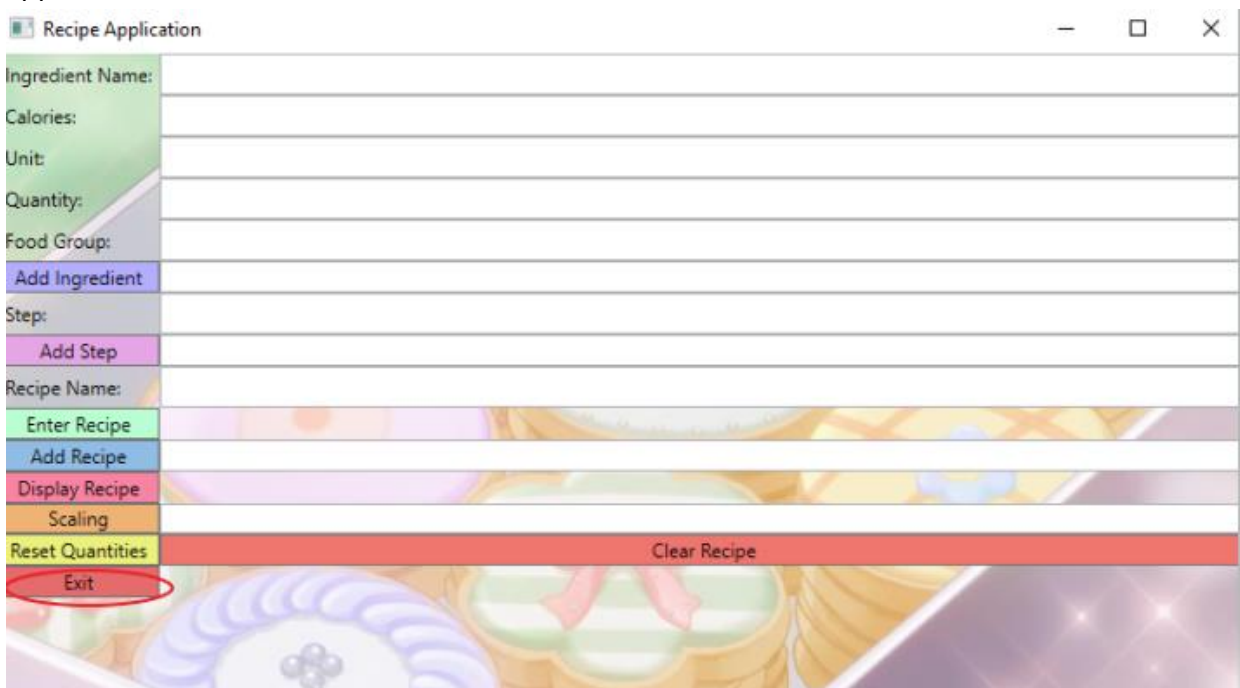 Recipe Application
Ingredient Name:
Calories:
Unit:
Quantity:
Food Group:
Add Ingredient
Step:
Add Step
Recipe Name:
Enter Recipe
Add Recipe
Display Recipe
Scaling
Reset Quantities Clear Recipe
Exit